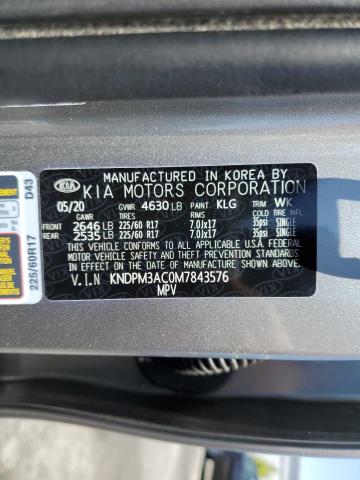 MANUFACTURED IN KOREA BY
KIA KIA MOTORS CORPORATION
05/20 GVWR 4630 LB PAINT KLG TRIM WK
GAWR TIRES RIMS COLD TIRE INFL
FRONT 2646 LB 225/60 R17 7.0Jx17 35psi SINGLE
REAR 2535 LB 225/60 R17 7.0Jx17 35psi SINGLE
THIS VEHICLE CONFORMS TO ALL APPLICABLE U.S.A. FEDERAL
MOTOR VEHICLE SAFETY, BUMPER, AND THEFT PREVENTION
STANDARDS IN EFFECT ON THE DATE OF MANUFACTURE SHOWN ABOVE.
V.I.N KNDPM3AC0M7843576
MPV
225/60R17 D43